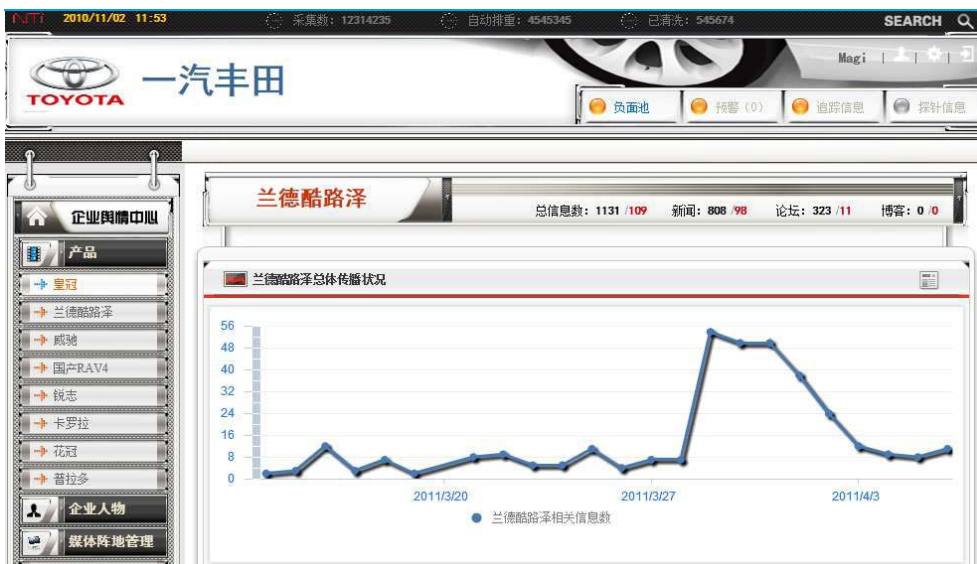 NiTi 2010/11/02 11:53 采集数: 12314235 自动排重: 4545345 已清洗: 545674 SEARCH
TOYOTA 一汽丰田 Magi
负面池 预警 (0) 追踪信息 探针信息
兰德酷路泽
总信息数: 1131 /109 新闻: 808 /98 论坛: 323 /11 博客: 0 /0
企业舆情中心
产品
皇冠
兰德酷路泽
威驰
国产RAV4
锐志
卡罗拉
花冠
普拉多
企业人物
媒体阵地管理
兰德酷路泽总体传播状况
56
48
40
32
24
16
8
0
2011/3/20 2011/3/27 2011/4/3
兰德酷路泽相关信息数